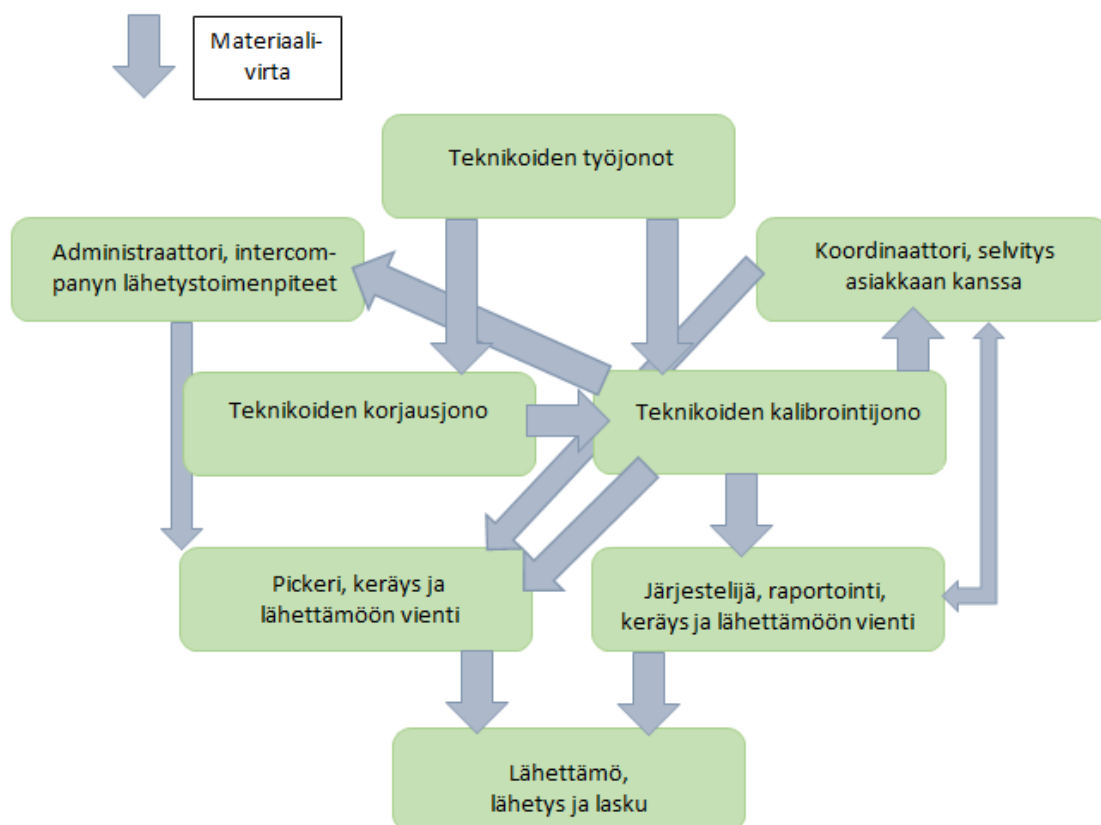 Materiaali-
virta
Teknikoiden työjonot
Administraattori, intercom-
panyn lähetystoimenpiteet
Koordinaattori, selvitys
asiakkaan kanssa
Teknikoiden korjausjono
Teknikoiden kalibrointijono
Pickeri, keräys ja
lähettämöön vienti
Järjestelijä, raportointi,
keräys ja lähettämöön vienti
Lähettämö,
lähetys ja lasku